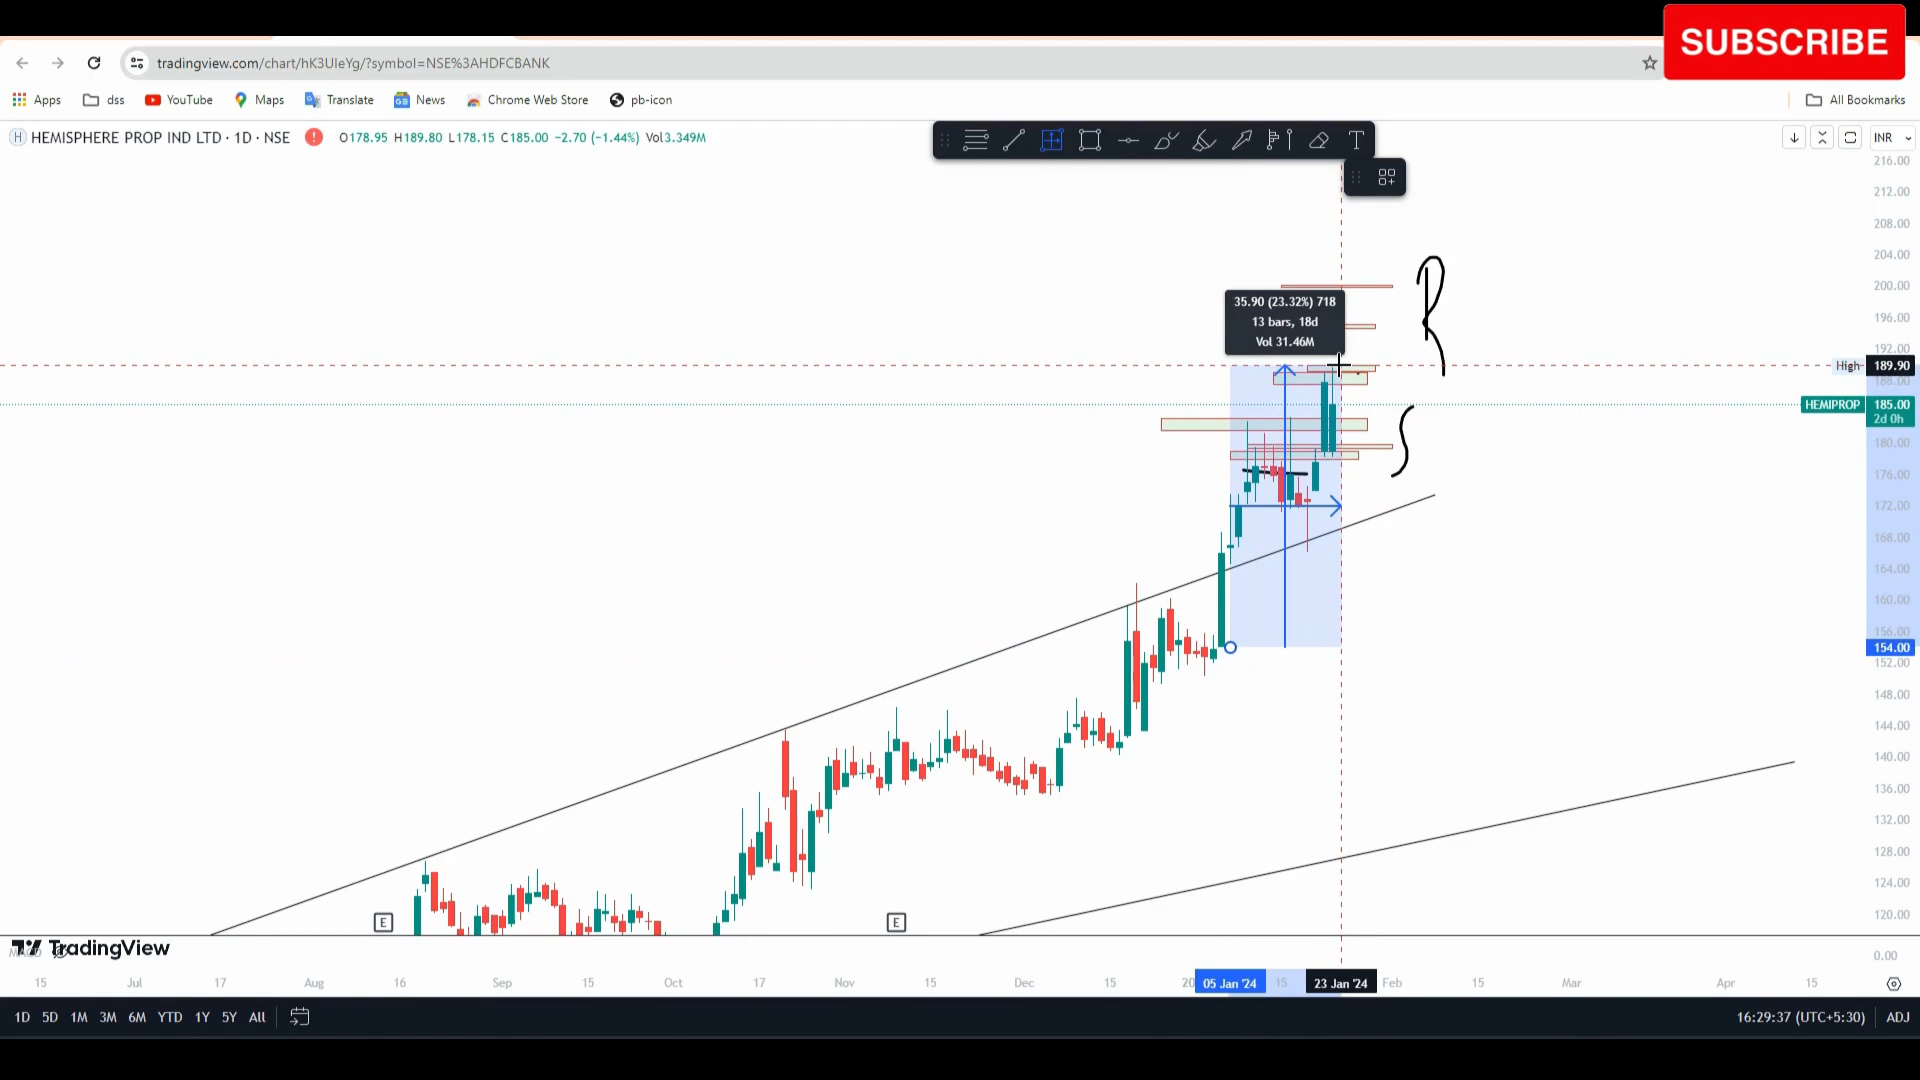 SUBSCRIBE
tradingview.com/chart/hK3UIeYg/?symbol=NSE%3AHDFCBANK
Apps dss YouTube Maps Translate News Chrome Web Store pb-icon All Bookmarks
H HEMISPHERE PROP IND LTD · 1D · NSE ! O178.95 H189.80 L178.15 C185.00 −2.70 (−1.44%) Vol3.349M
T
INR
216.00
212.00
208.00
204.00
200.00
196.00
192.00
High 189.90
188.00
HEMIPROP 185.00
2d 0h
180.00
176.00
172.00
168.00
164.00
160.00
156.00
154.00
152.00
148.00
144.00
140.00
136.00
132.00
128.00
124.00
120.00
0.00
R
35.90 (23.32%) 718
13 bars, 18d
Vol 31.46M
S
E E
TradingView
15 Jul 17 Aug 16 Sep 15 Oct 17 Nov 15 Dec 15 20 05 Jan '24 15 23 Jan '24 Feb 15 Mar Apr 15
1D 5D 1M 3M 6M YTD 1Y 5Y All 16:29:37 (UTC+5:30) ADJ